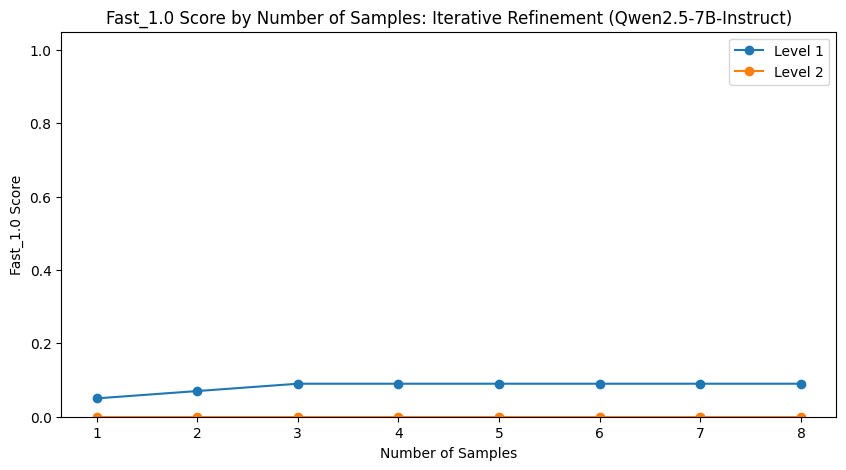 Fast_1.0 Score by Number of Samples: Iterative Refinement (Qwen2.5-7B-Instruct)
Level 1
Level 2
Fast_1.0 Score
1.0
0.8
0.6
0.4
0.2
0.0
1 2 3 4 5 6 7 8
Number of Samples